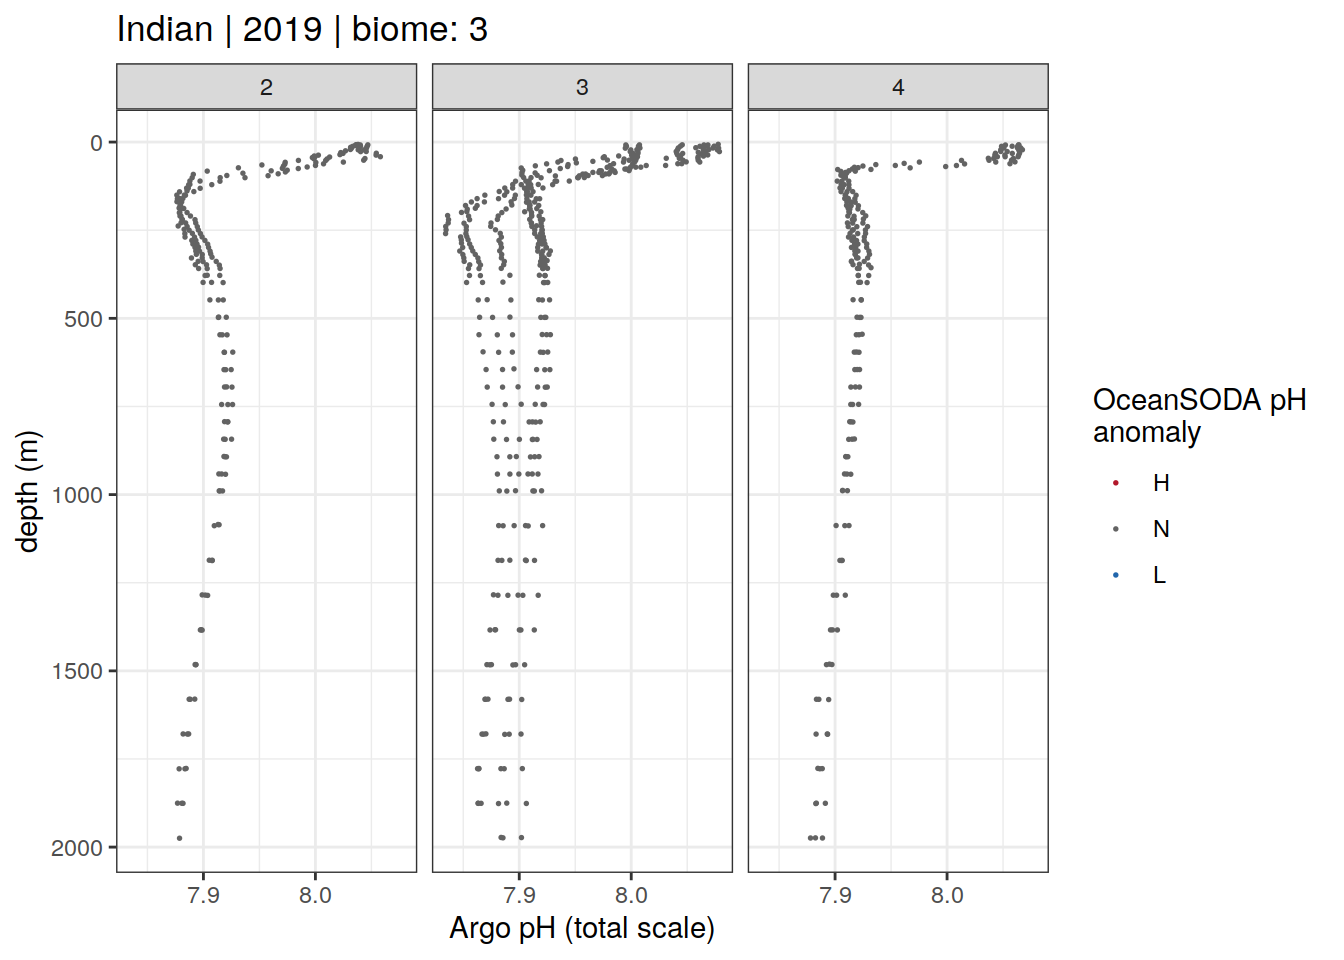 Indian | 2019 | biome: 3
2 3 4
0
500
1000
1500
2000
depth (m)
7.9 8.0 7.9 8.0 7.9 8.0
Argo pH (total scale)
OceanSODA pH
anomaly
H
N
L